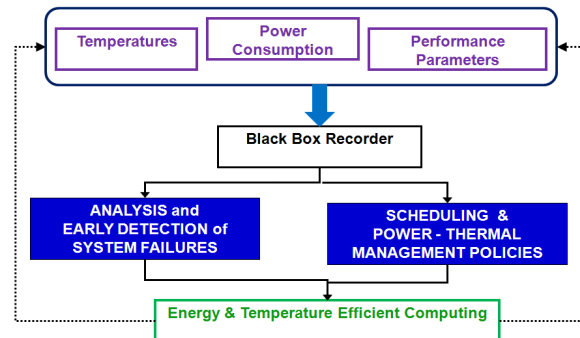 Temperatures
Power
Consumption
Performance
Parameters
Black Box Recorder
ANALYSIS and
EARLY DETECTION of
SYSTEM FAILURES
SCHEDULING &
POWER - THERMAL
MANAGEMENT POLICIES
Energy & Temperature Efficient Computing